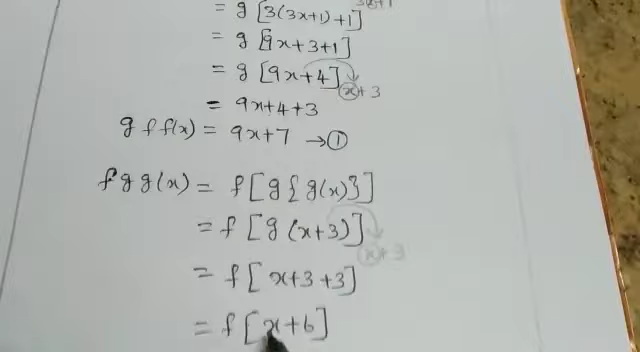 = g [3(3x+1)+1]
= g [9x+3+1]
= g [9x+4]
x+3
= 9x+4+3
g f f(x) = 9x+7 →①
f g g(x) = f[g{g(x)}]
= f [g (x+3)]
x+3
= f[ x+3+3]
= f [x+6]